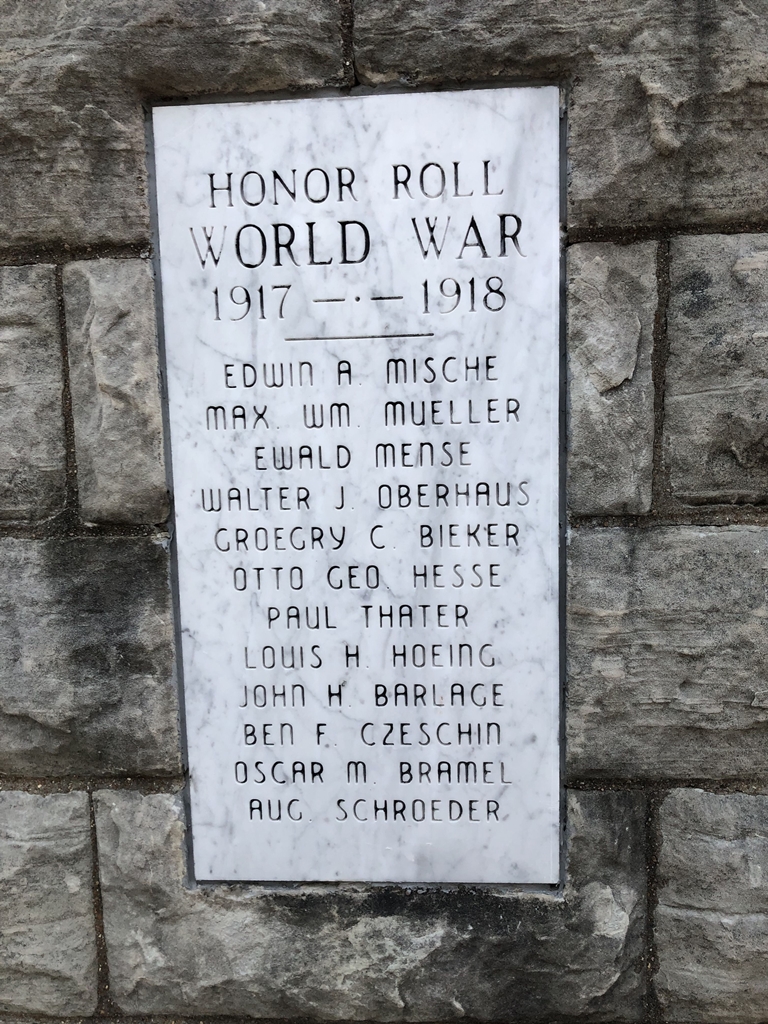 HONOR ROLL
WORLD WAR
1917 —·— 1918
EDWIN A. MISCHE
MAX. WM. MUELLER
EWALD MENSE
WALTER J. OBERHAUS
GROEGRY C. BIEKER
OTTO GEO. HESSE
PAUL THATER
LOUIS H. HOEING
JOHN H. BARLAGE
BEN F. CZESCHIN
OSCAR M. BRAMEL
AUG. SCHROEDER